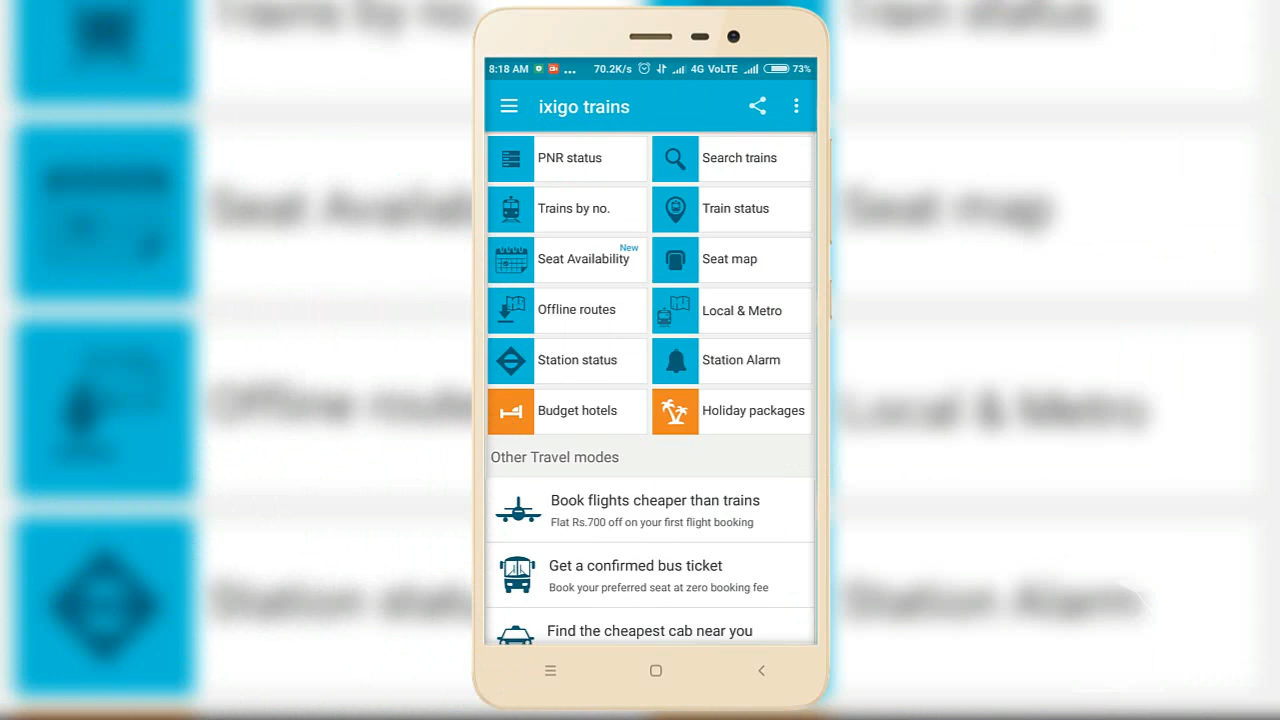 8:18 AM ... 70.2K/s 4G VoLTE 73%
ixigo trains
PNR status
Search trains
Trains by no.
Train status
New
Seat Availability
Seat map
Offline routes
Local & Metro
Station status
Station Alarm
Budget hotels
Holiday packages
Other Travel modes
Book flights cheaper than trains
Flat Rs.700 off on your first flight booking
Get a confirmed bus ticket
Book your preferred seat at zero booking fee
Find the cheapest cab near you